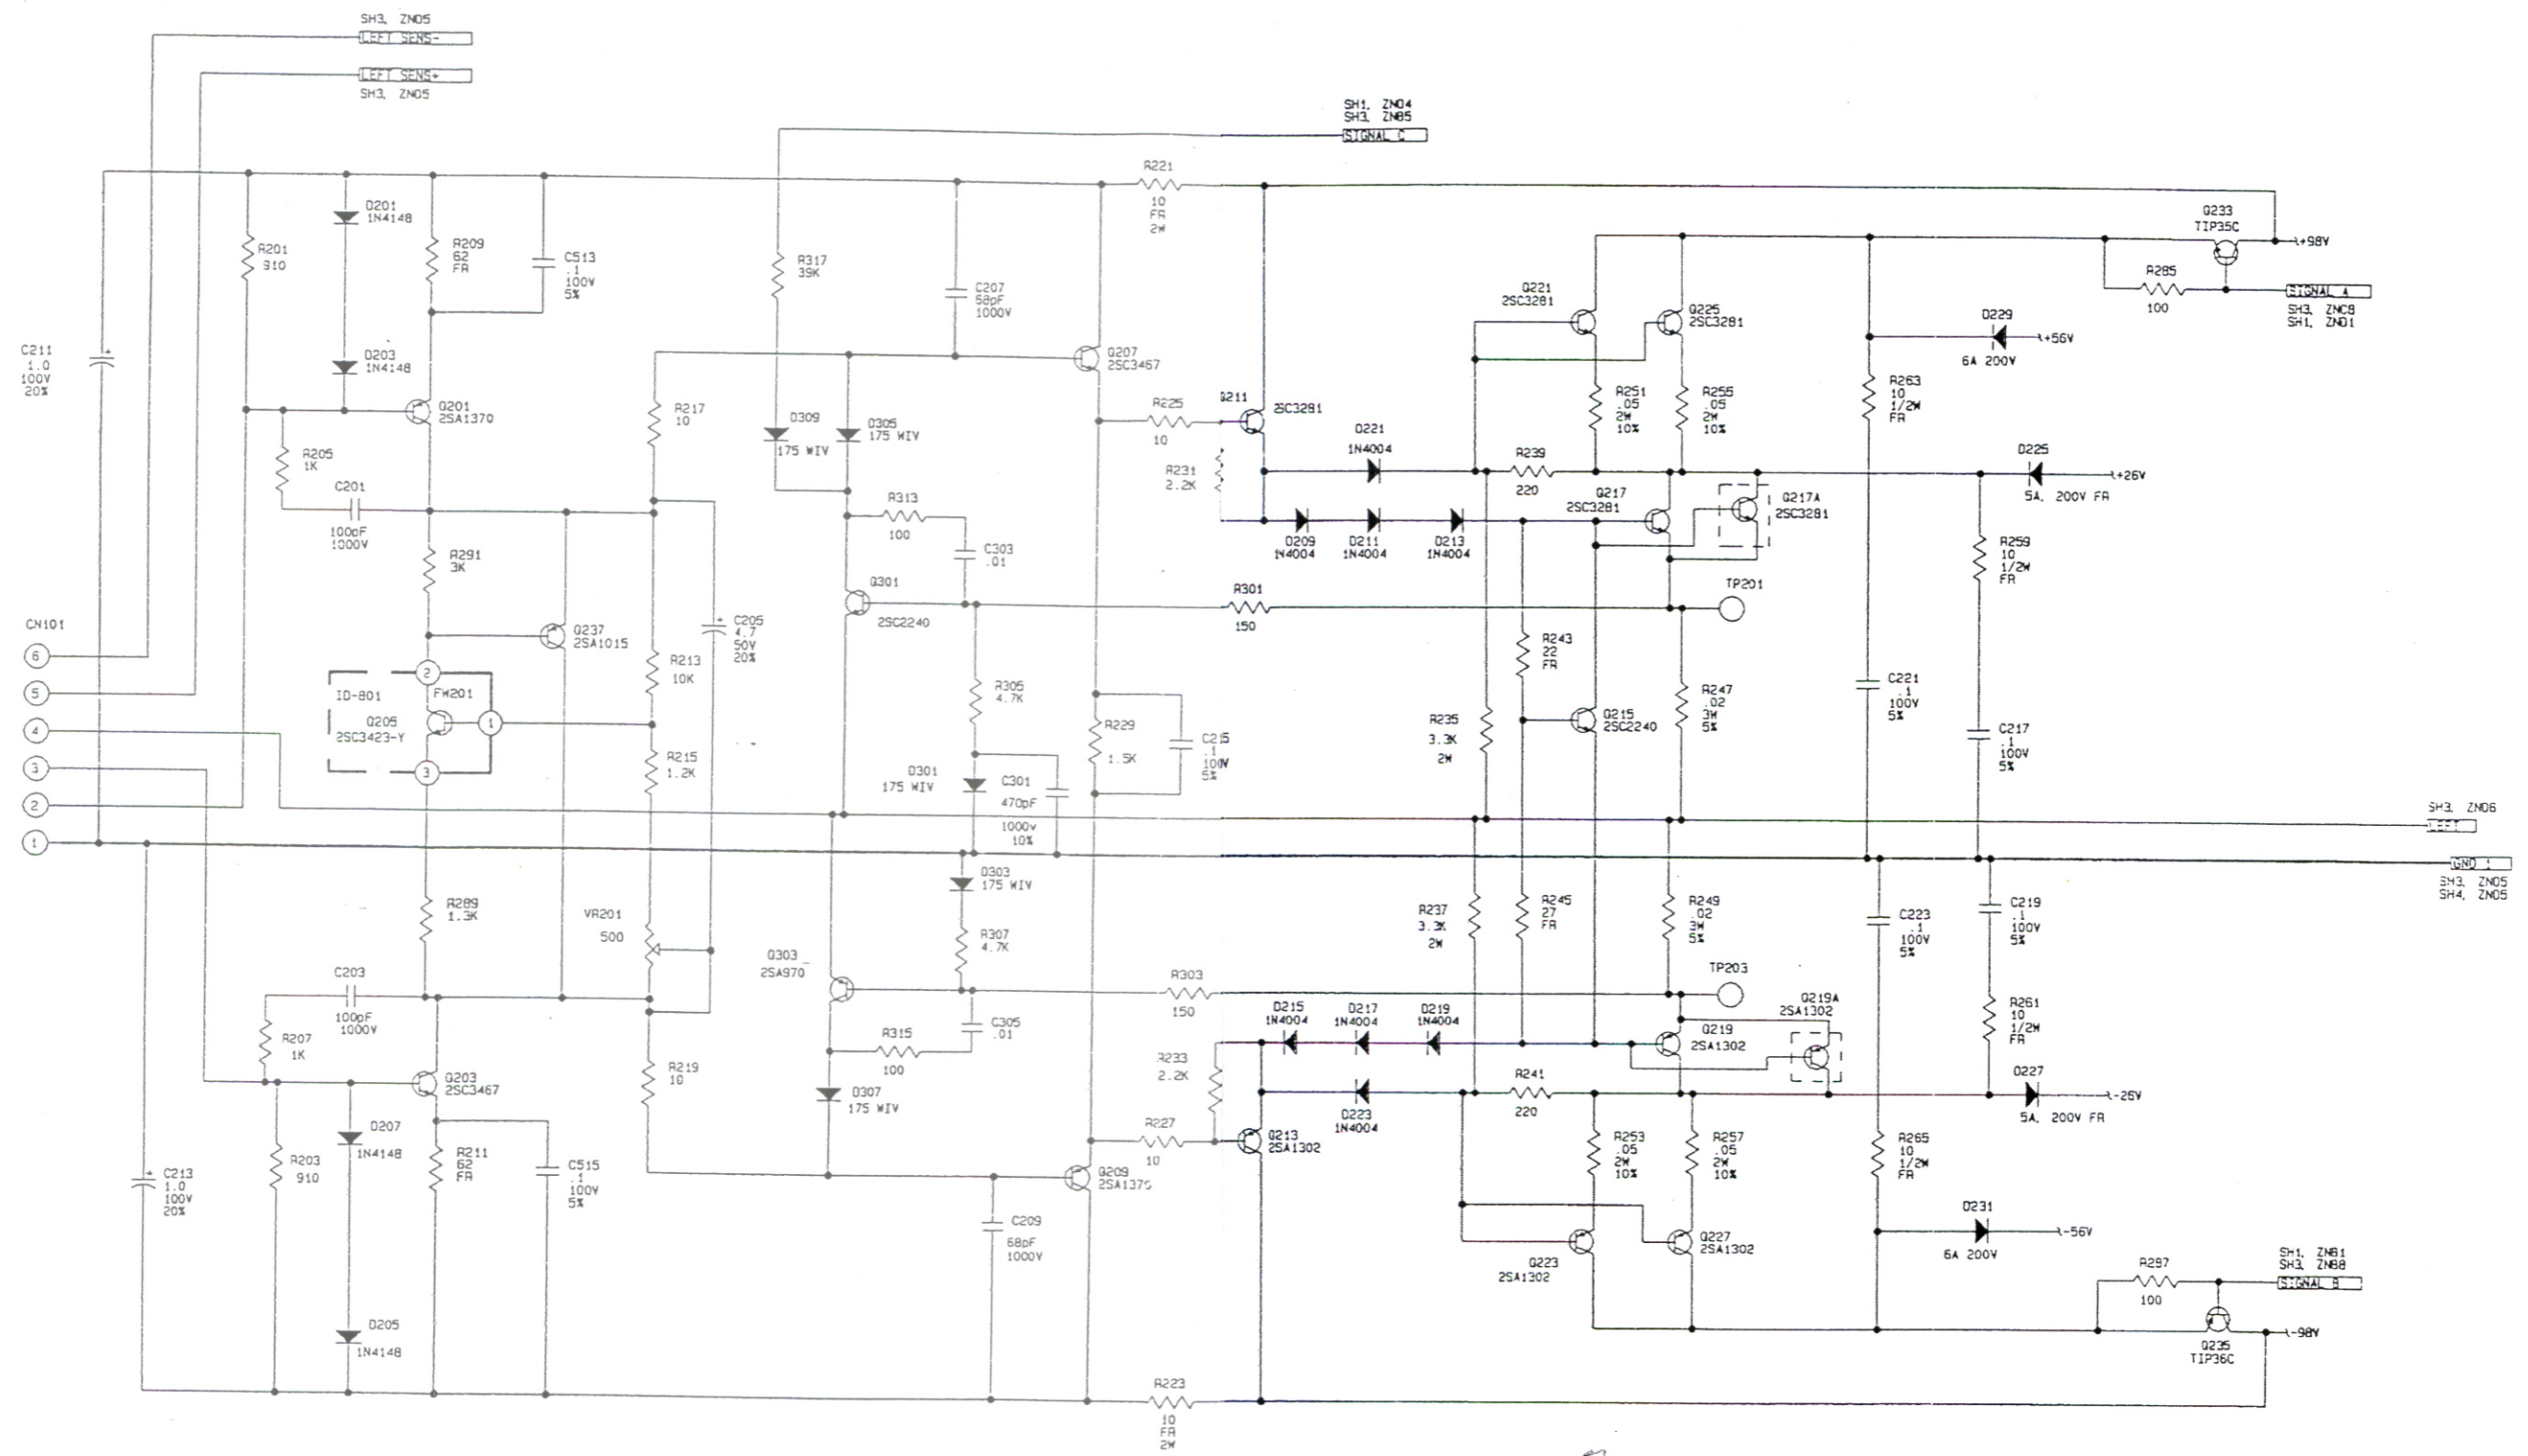 SH3, ZN05
LEFT SENS-
LEFT SENS+
SH3, ZN05
SH1, ZN04
SH3, ZNB5
SIGNAL C
R221
10
FR
2W
Q233
TIP35C
+98V
R285
100
SIGNAL A
SH3, ZNC8
SH1, ZN01
D201
1N4148
R201
910
R209
62
FR
C513
.1
100V
5%
R317
39K
C207
68pF
1000V
Q221
2SC3281
Q225
2SC3281
D229
6A 200V
+56V
C211
1.0
100V
20%
D203
1N4148
Q201
2SA1370
Q207
2SC3467
R217
10
D309
175 WIV
D305
175 WIV
R225
10
Q211
2SC3281
R251
.05
2W
10%
R255
.05
2W
10%
R263
10
1/2W
FR
R205
1K
C201
100pF
1000V
R313
100
C303
.01
R231
2.2K
D221
1N4004
R239
220
D225
5A, 200V FR
+26V
Q217
2SC3281
Q217A
2SC3281
D209
1N4004
D211
1N4004
D213
1N4004
R259
10
1/2W
FR
R291
3K
Q301
2SC2240
R301
150
TP201
CN101
6
5
4
3
2
1
Q237
2SA1015
C205
4.7
50V
20%
R213
10K
R243
22
FR
2
ID-801
FW201
Q205
2SC3423-Y
1
3
R305
4.7K
R229
1.5K
C215
.1
100V
5%
R235
3.3K
2W
Q215
2SC2240
R247
.02
3W
5%
C221
.1
100V
5%
C217
.1
100V
5%
R215
1.2K
D301
175 WIV
C301
470pF
1000v
10%
SH3, ZN06
LEFT
GND 1
SH3, ZN05
SH4, ZN05
D303
175 WIV
R289
1.3K
VR201
500
R307
4.7K
R237
3.3K
2W
R245
27
FR
R249
.02
3W
5%
C223
.1
100V
5%
C219
.1
100V
5%
Q303
2SA970
R303
150
TP203
C203
100pF
1000V
R207
1K
R315
100
C305
.01
D215
1N4004
D217
1N4004
D219
1N4004
Q219
2SA1302
Q219A
2SA1302
R261
10
1/2W
FR
Q203
2SC3467
R219
10
D307
175 WIV
R233
2.2K
D223
1N4004
R241
220
D227
5A, 200V FR
-26V
R227
10
Q213
2SA1302
D207
1N4148
R203
910
R211
62
FR
C515
.1
100V
5%
C213
1.0
100V
20%
Q209
R253
.05
2W
10%
R257
.05
2W
10%
R265
10
1/2W
FR
C209
68pF
1000V
Q223
2SA1302
Q227
2SA1302
D231
6A 200V
-56V
D205
1N4148
R287
100
SH1, ZNB1
SH3, ZNB8
SIGNAL B
-98V
Q235
TIP36C
R223
10
FR
2W